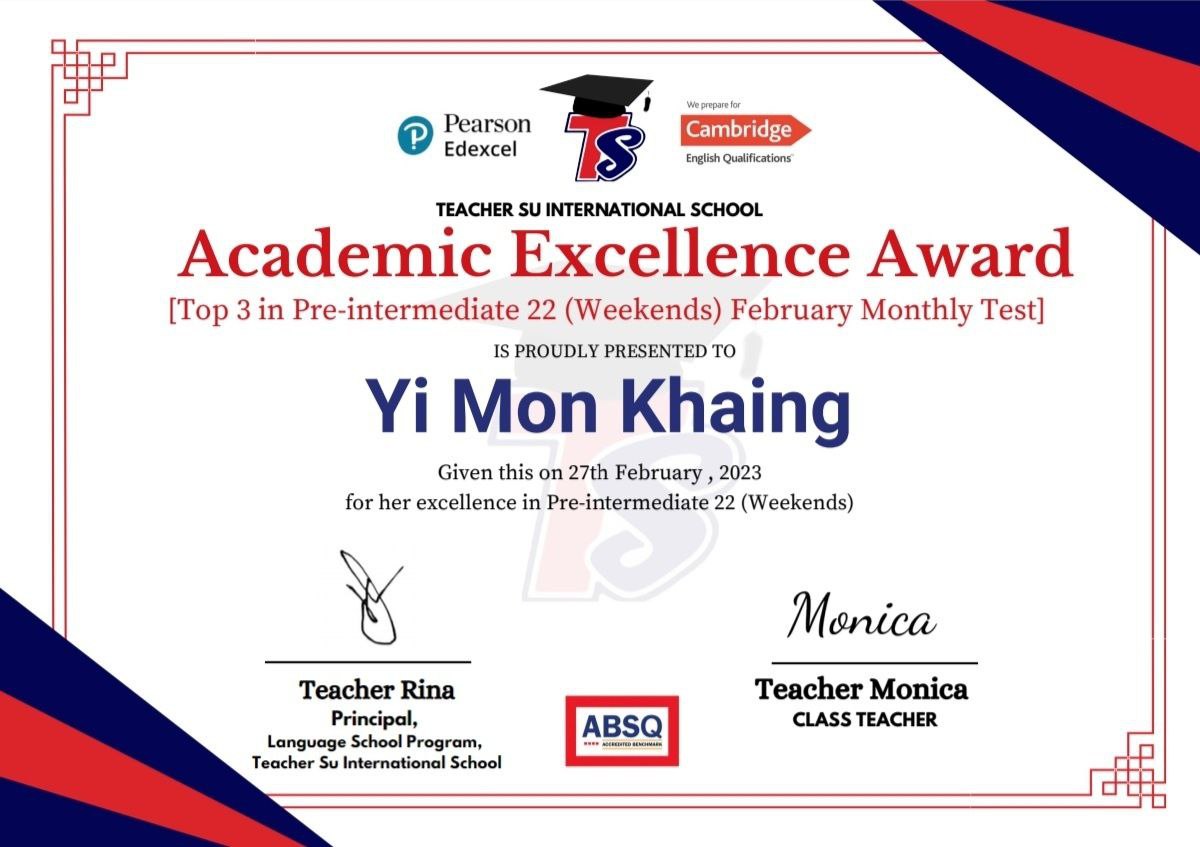 Pearson
Edexcel
TS
We prepare for
Cambridge
English Qualifications
TEACHER SU INTERNATIONAL SCHOOL
Academic Excellence Award
[Top 3 in Pre-intermediate 22 (Weekends) February Monthly Test]
IS PROUDLY PRESENTED TO
Yi Mon Khaing
Given this on 27th February , 2023
for her excellence in Pre-intermediate 22 (Weekends)
Monica
Teacher Rina
Principal,
Language School Program,
Teacher Su International School
Teacher Monica
CLASS TEACHER
ABSQ
ACCREDITED BENCHMARK